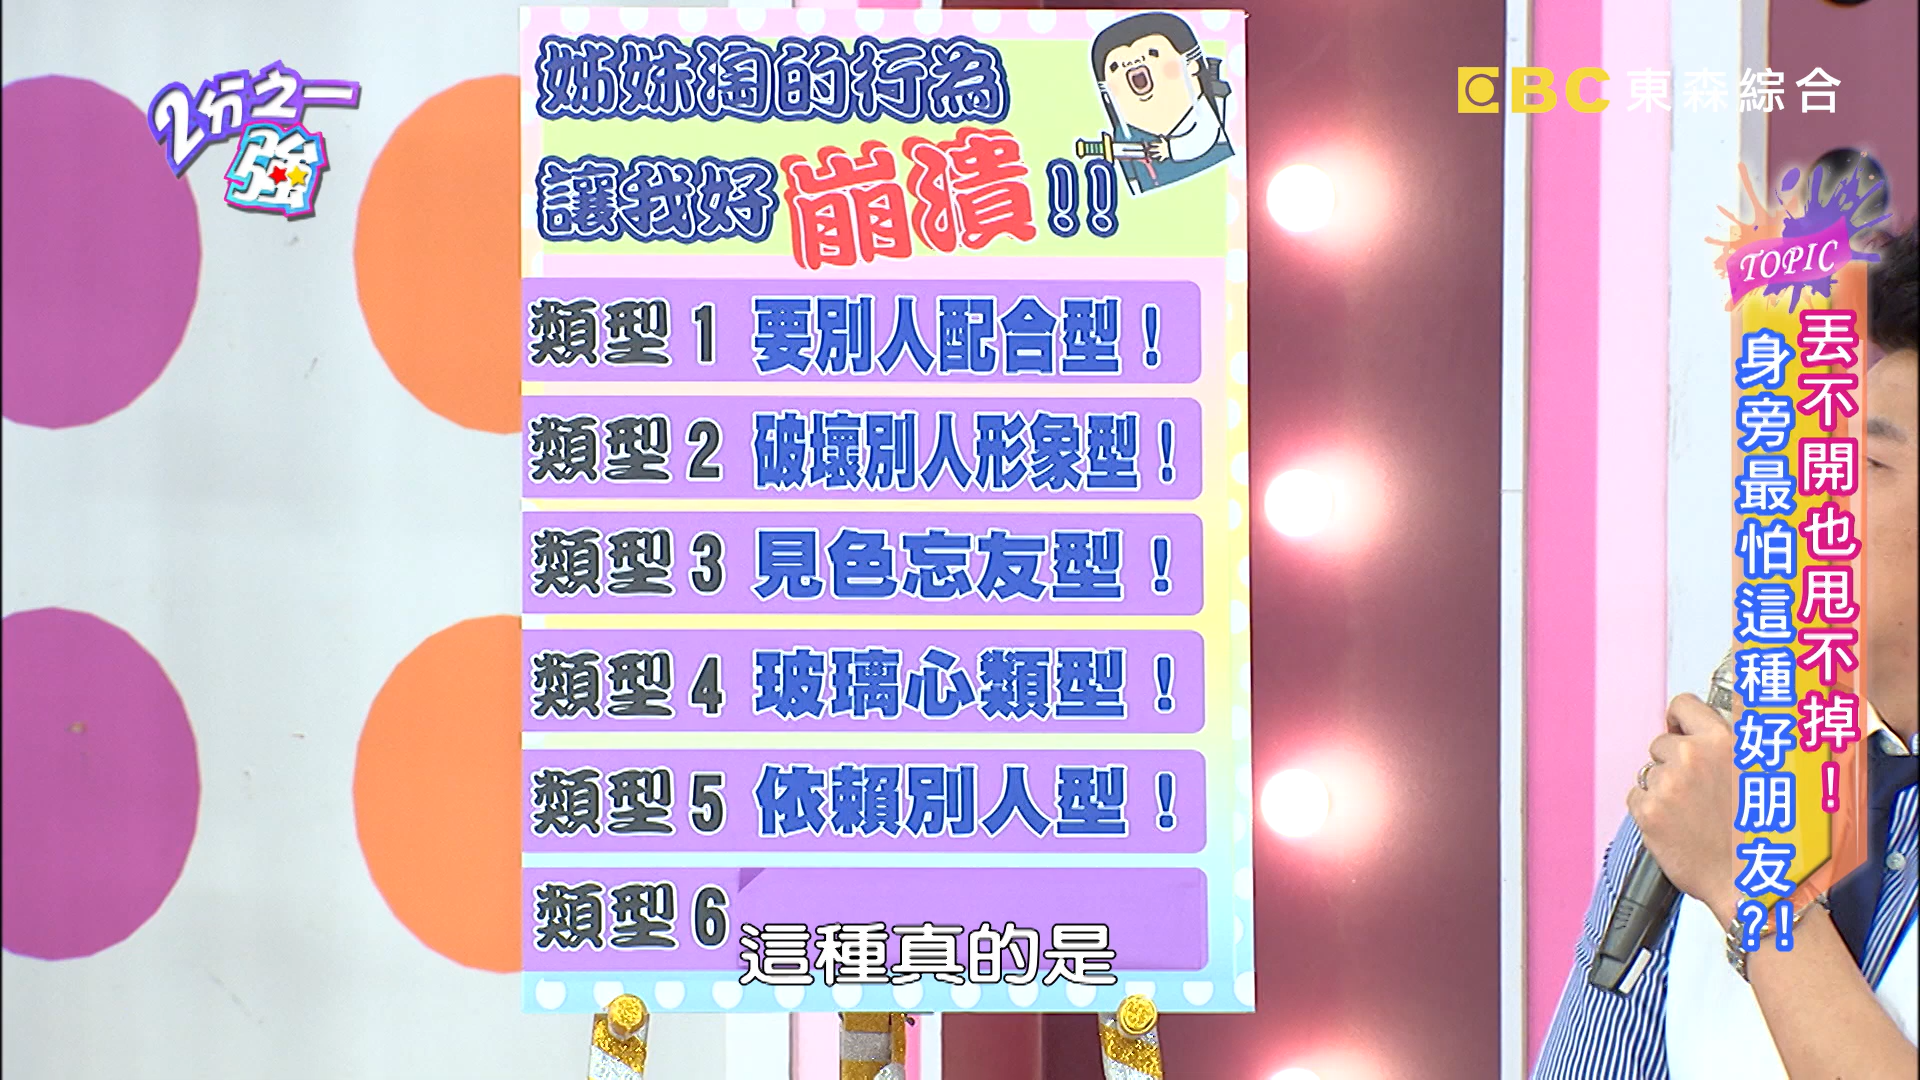 2分之一
強
EBC 東森綜合
姊妹淘的行為
讓我好崩潰!!
類型1 要別人配合型!
類型2 破壞別人形象型!
類型3 見色忘友型!
類型4 玻璃心類型!
類型5 依賴別人型!
類型6
這種真的是
TOPIC
丟不開也甩不掉!
身旁最怕這種好朋友?!